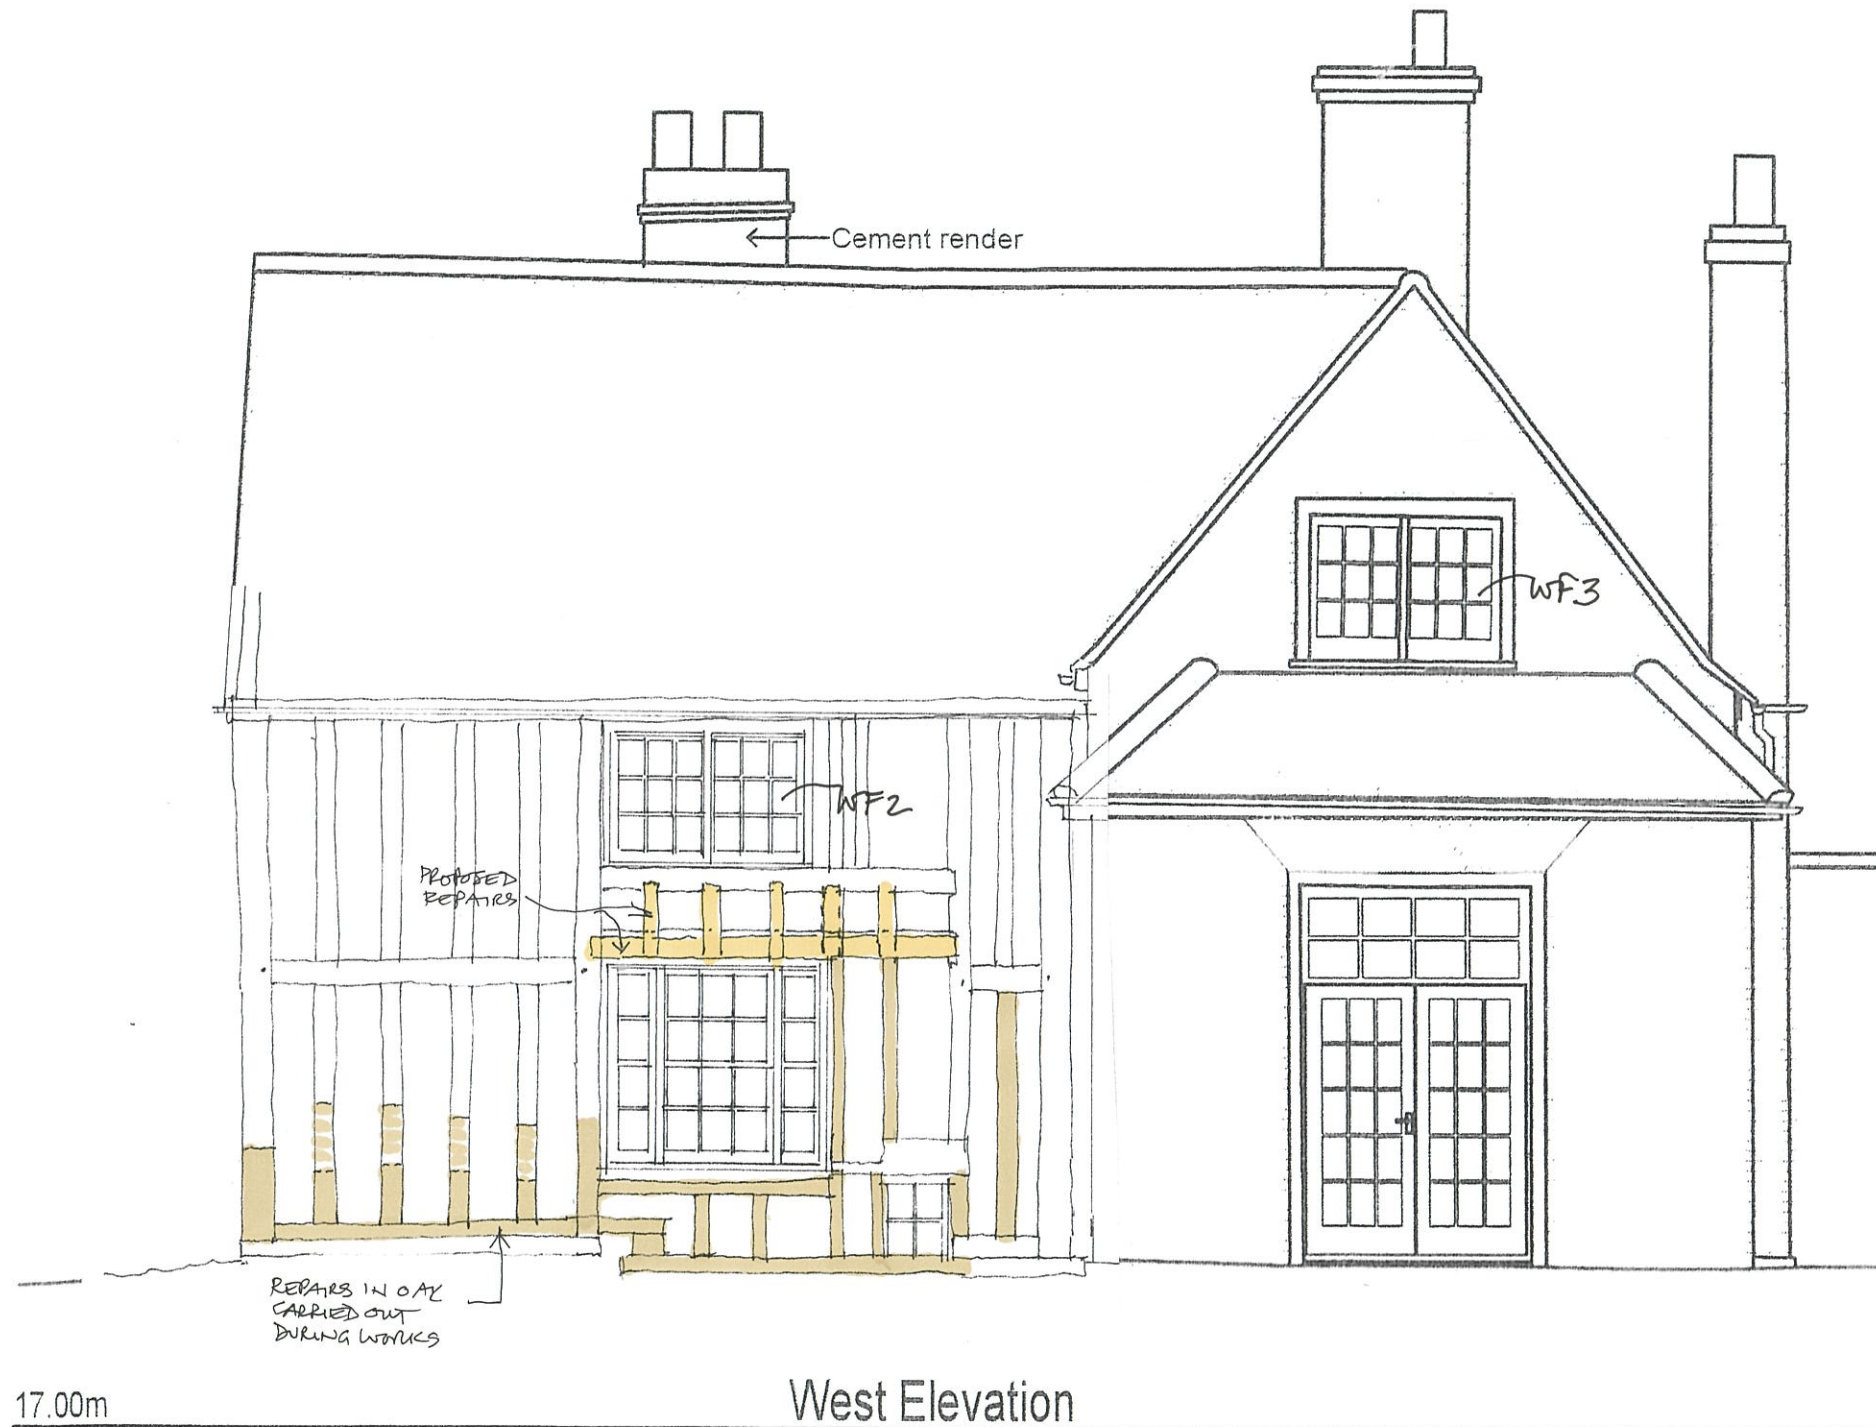 Cement render
WF3
WF2
PROPOSED
REPAIRS
REPAIRS IN OAK
CARRIED OUT
DURING WORKS
17.00m
West Elevation